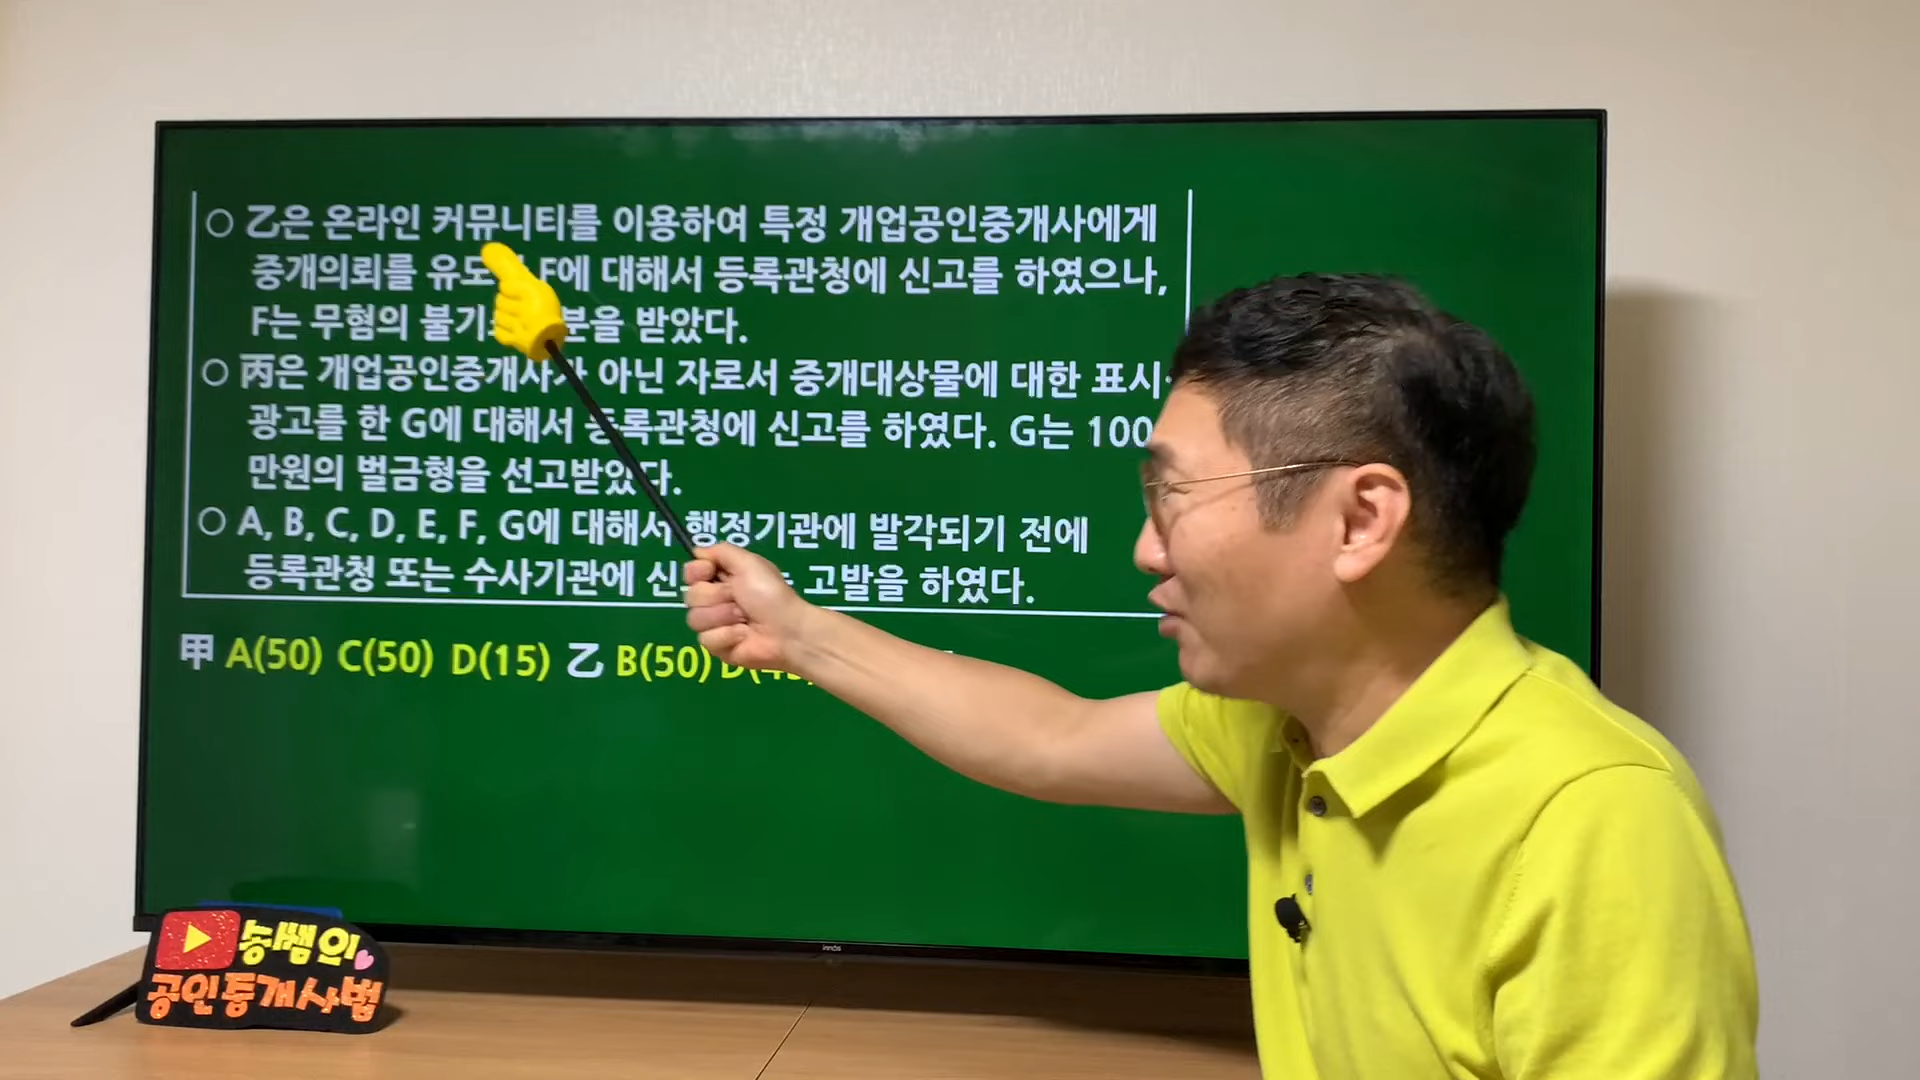 ○ 乙은 온라인 커뮤니티를 이용하여 특정 개업공인중개사에게
중개의뢰를 유도 F에 대해서 등록관청에 신고를 하였으나,
F는 무혐의 불기 분을 받았다.
○ 丙은 개업공인중개사가 아닌 자로서 중개대상물에 대한 표시·
광고를 한 G에 대해서 등록관청에 신고를 하였다. G는 100
만원의 벌금형을 선고받았다.
○ A, B, C, D, E, F, G에 대해서 행정기관에 발각되기 전에
등록관청 또는 수사기관에 신 는 고발을 하였다.
甲 A(50) C(50) D(15) 乙 B(50)
송쌤의
공인중개사법
innos